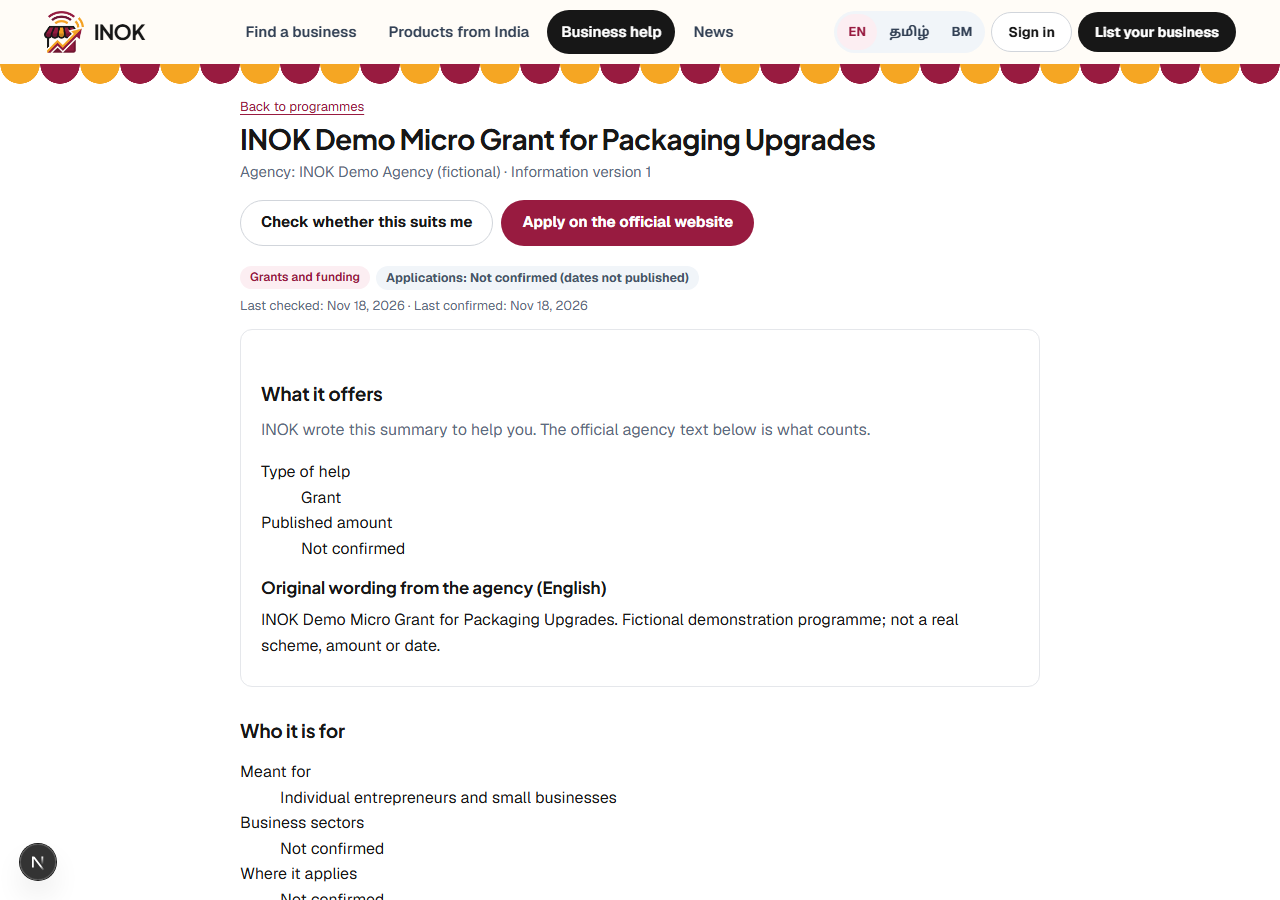 INOK
Find a business
Products from India
Business help
News
EN
தமிழ்
BM
Sign in
List your business
Back to programmes
INOK Demo Micro Grant for Packaging Upgrades
Agency: INOK Demo Agency (fictional) · Information version 1
Check whether this suits me
Apply on the official website
Grants and funding
Applications: Not confirmed (dates not published)
Last checked: Nov 18, 2026 · Last confirmed: Nov 18, 2026
What it offers
INOK wrote this summary to help you. The official agency text below is what counts.
Type of help
Grant
Published amount
Not confirmed
Original wording from the agency (English)
INOK Demo Micro Grant for Packaging Upgrades. Fictional demonstration programme; not a real
scheme, amount or date.
Who it is for
Meant for
Individual entrepreneurs and small businesses
Business sectors
Not confirmed
Where it applies
Not confirmed
N